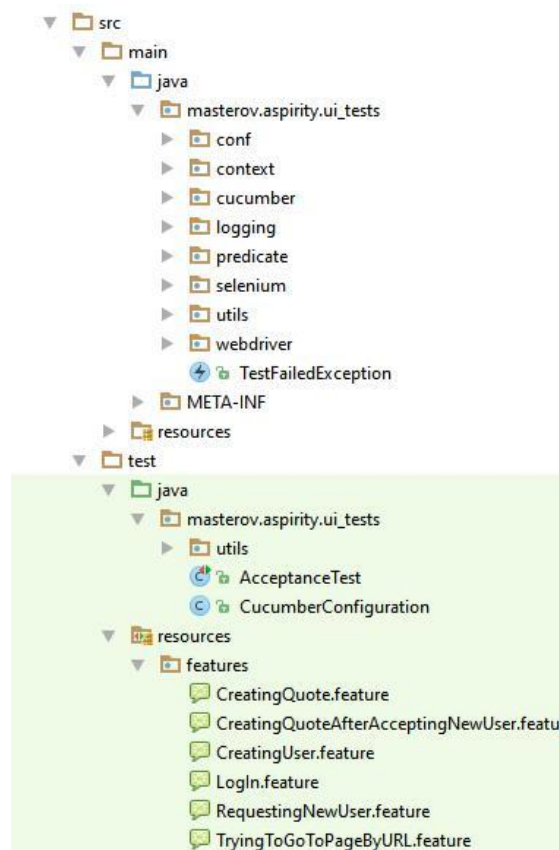 src
main
java
masterov.aspirity.ui_tests
conf
context
cucumber
logging
predicate
selenium
utils
webdriver
TestFailedException
META-INF
resources
test
java
masterov.aspirity.ui_tests
utils
AcceptanceTest
CucumberConfiguration
resources
features
CreatingQuote.feature
CreatingQuoteAfterAcceptingNewUser.featu
CreatingUser.feature
LogIn.feature
RequestingNewUser.feature
TryingToGoToPageByURL.feature